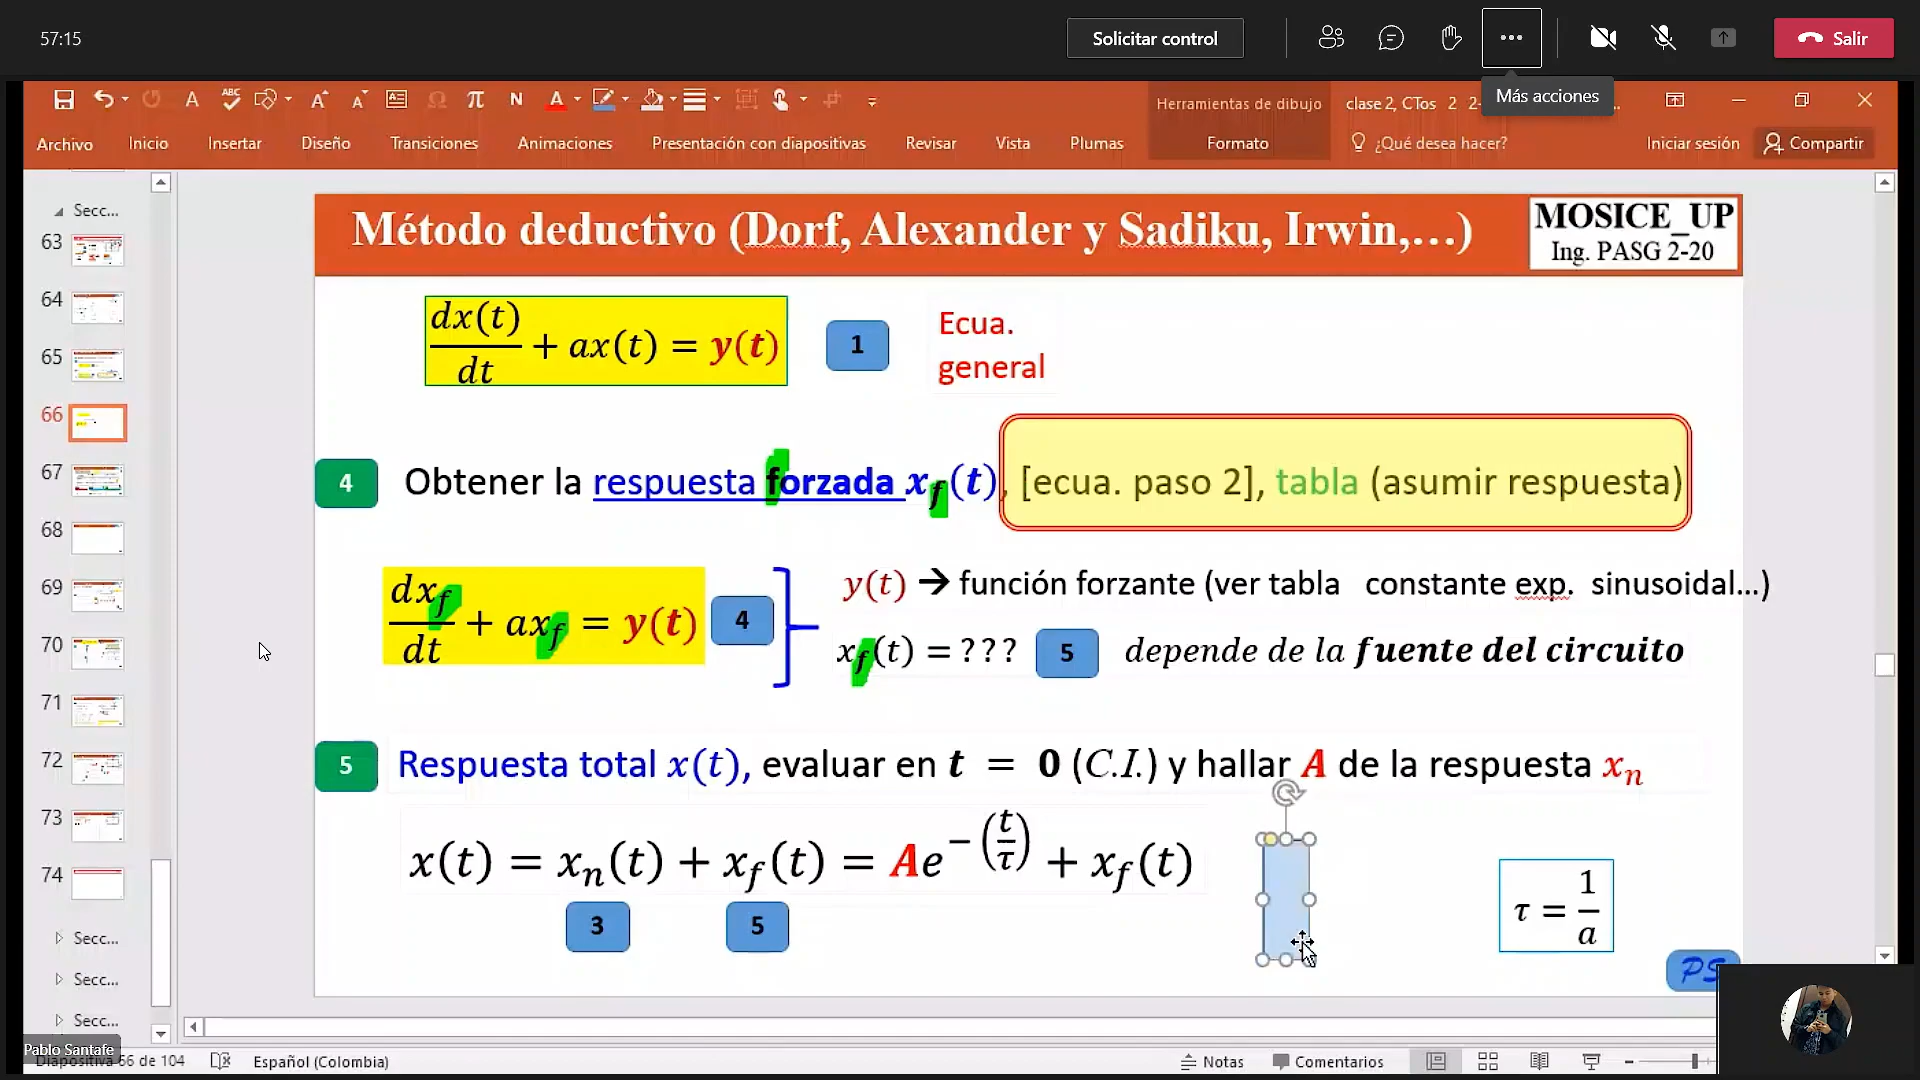 57:15
Solicitar control
Salir
Más acciones
Herramientas de dibujo
clase 2, CTos 2 2-
Archivo Inicio Insertar Diseño Transiciones Animaciones Presentación con diapositivas Revisar Vista Plumas Formato ¿Qué desea hacer? Iniciar sesión Compartir
Secc...
63
64
65
66
67
68
69
70
71
72
73
74
Secc...
Secc...
Secc...
Método deductivo (Dorf, Alexander y Sadiku, Irwin,...)
MOSICE_UP
Ing. PASG 2-20
dx(t)/dt + ax(t) = y(t)
1
Ecua.
general
4 Obtener la respuesta forzada x_f(t), [ecua. paso 2], tabla (asumir respuesta)
dx_f/dt + ax_f = y(t)
4
y(t) → función forzante (ver tabla constante exp. sinusoidal...)
x_f(t) = ??? 5 depende de la fuente del circuito
5 Respuesta total x(t), evaluar en t = 0 (C.I.) y hallar A de la respuesta x_n
x(t) = x_n(t) + x_f(t) = Ae^−(t/τ) + x_f(t)
3 5
τ = 1/a
PS
Pablo Santafe
Diapositiva 66 de 104 Español (Colombia) Notas Comentarios